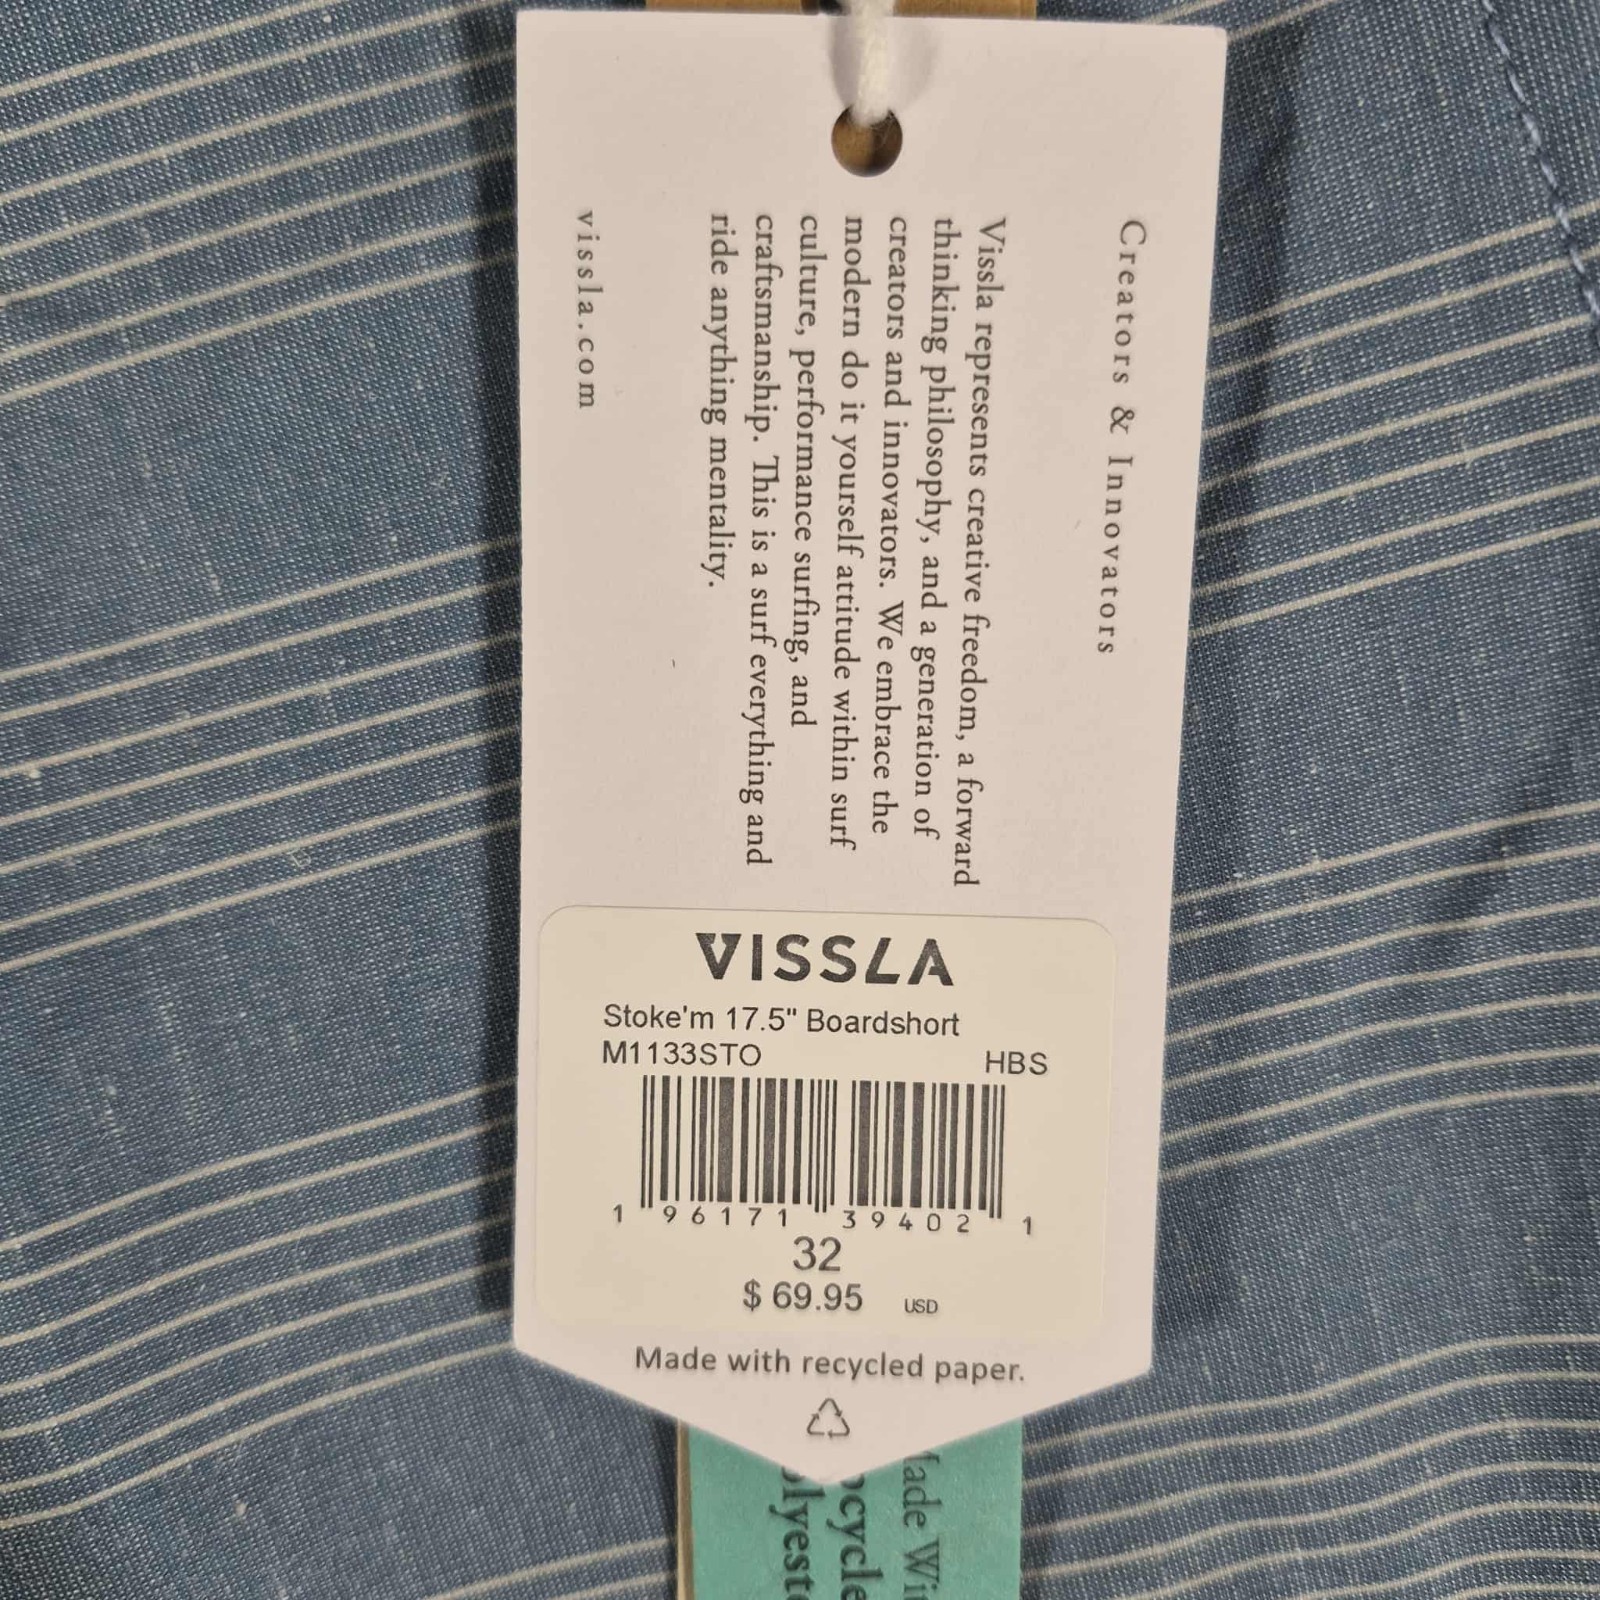 Creators & Innovators
Vissla represents creative freedom, a forward
thinking philosophy, and a generation of
creators and innovators. We embrace the
modern do it yourself attitude within surf
culture, performance surfing, and
craftsmanship. This is a surf everything and
ride anything mentality.
vissla.com
VISSLA
Stoke'm 17.5" Boardshort
M1133STO HBS
1 96171 39402 1
32
$ 69.95 USD
Made with recycled paper.